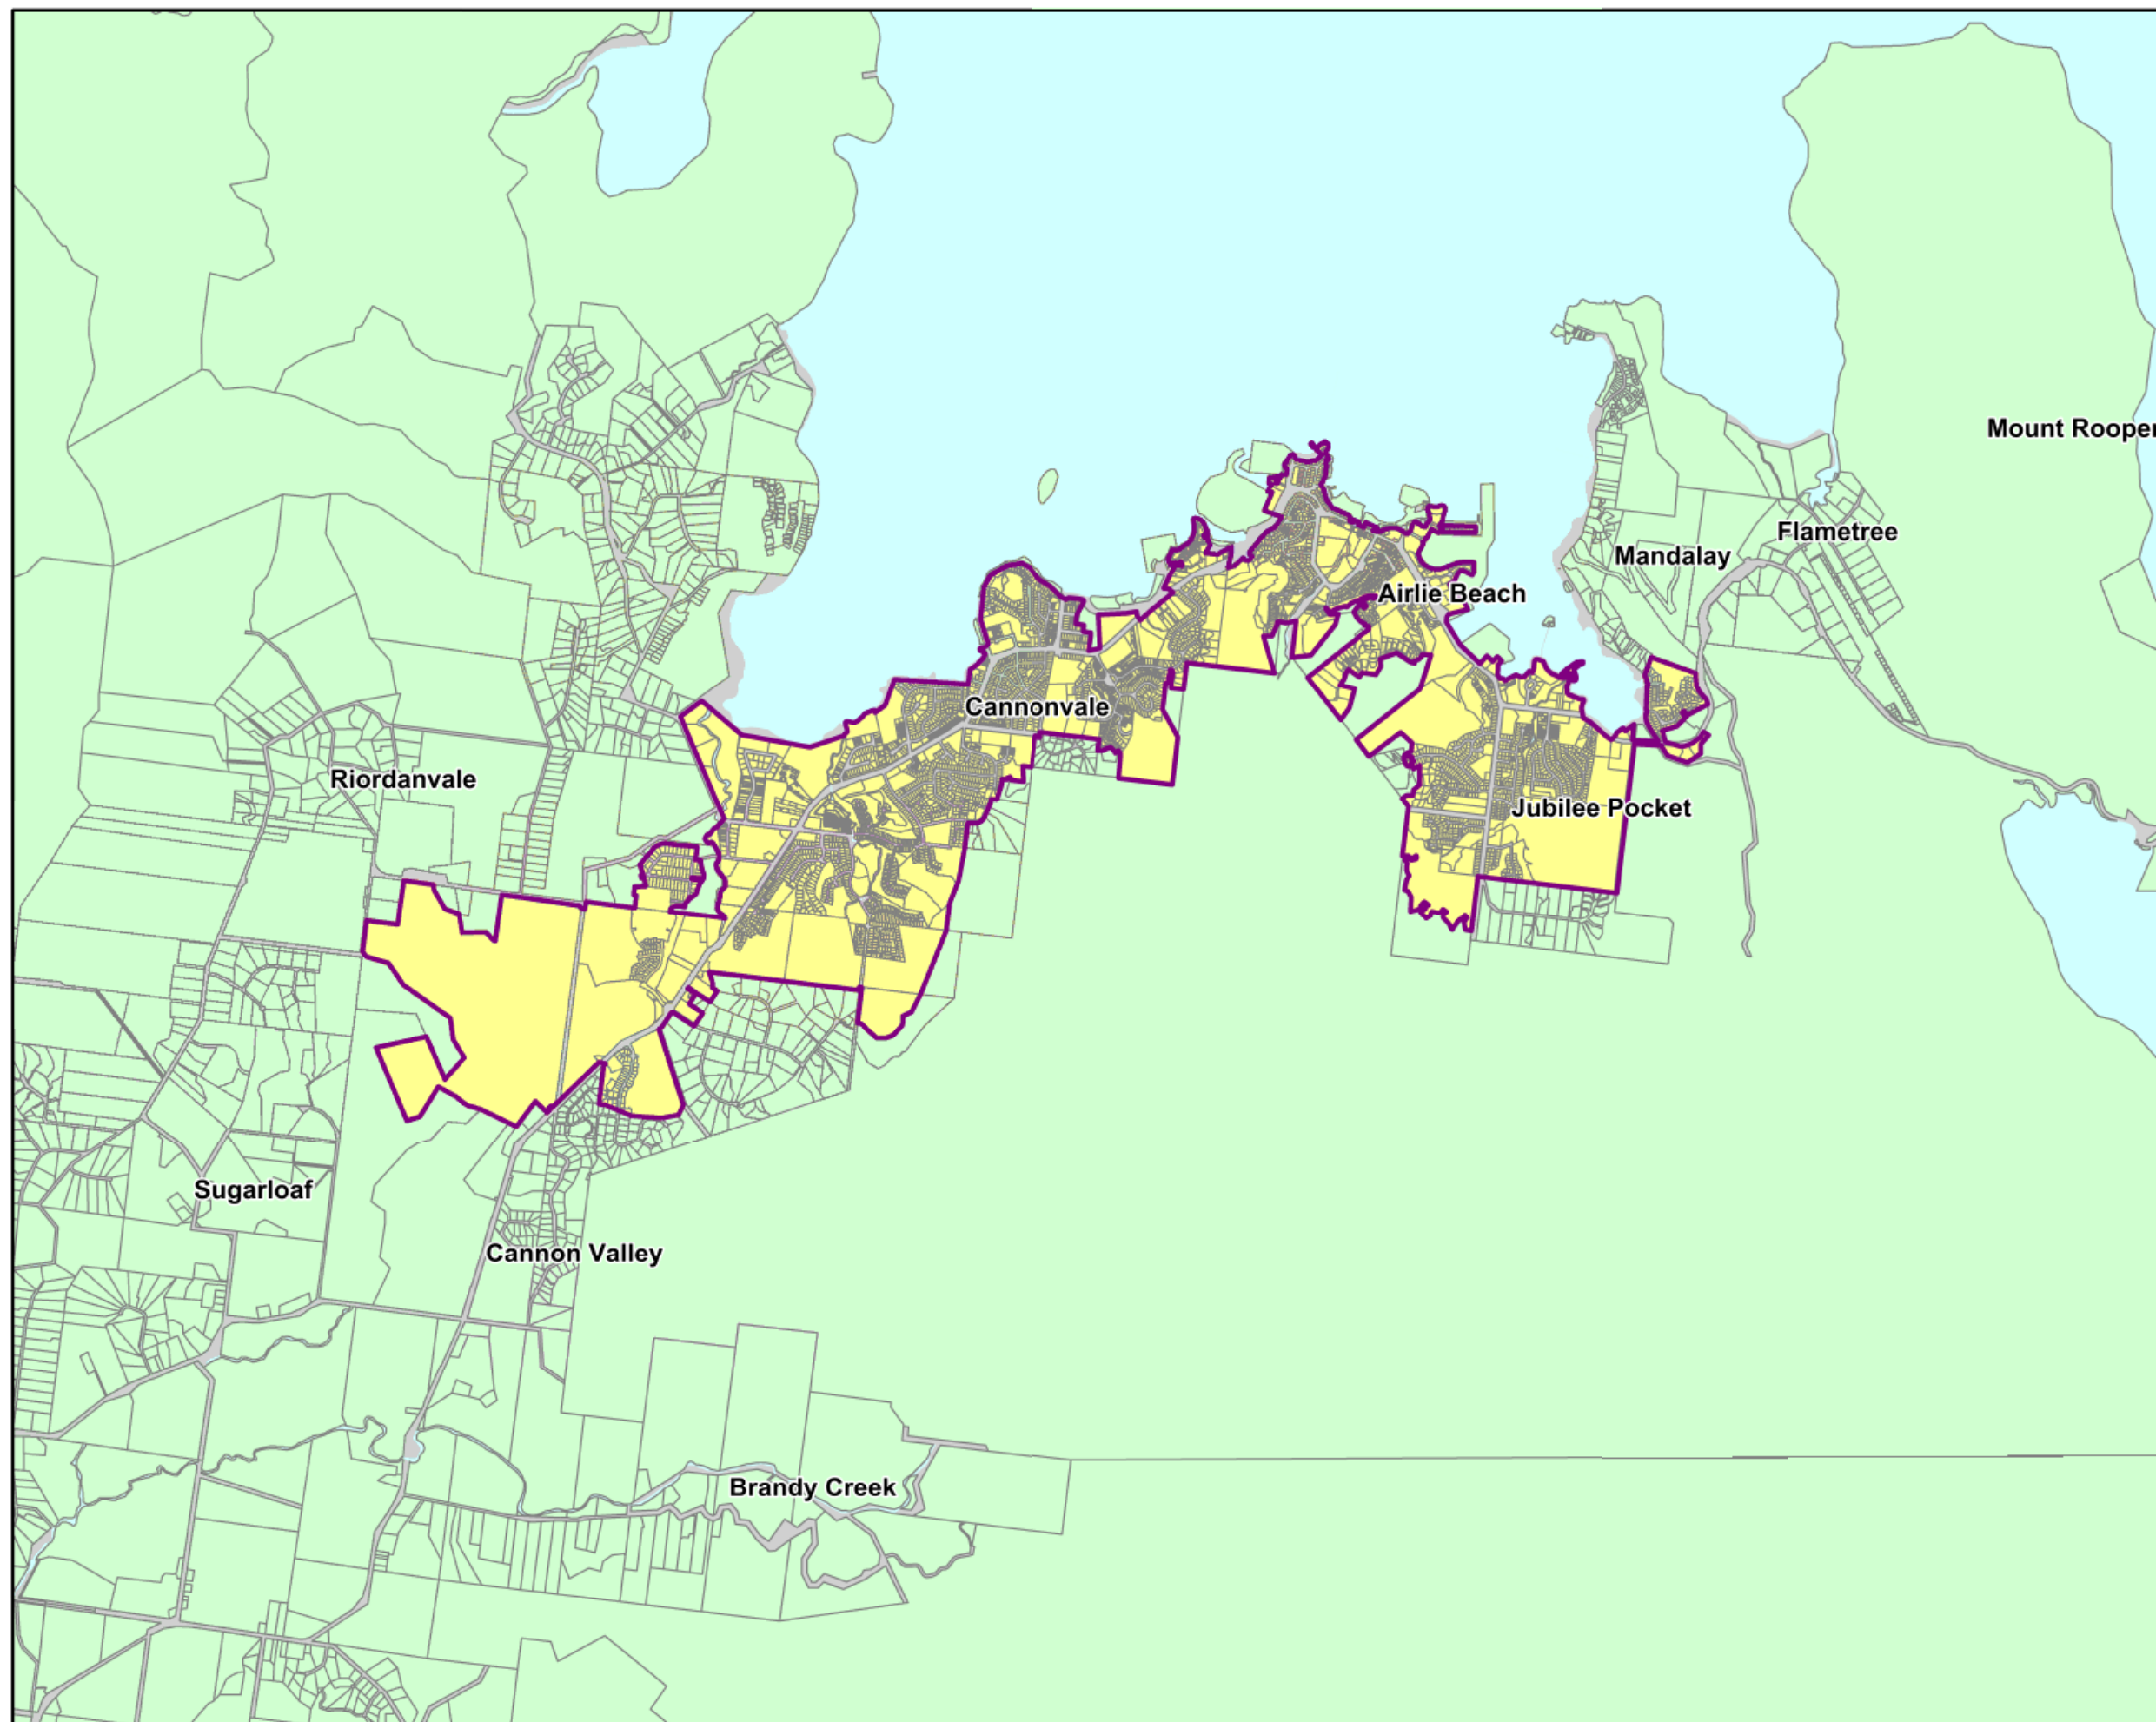 Mount Rooper
Flametree
Mandalay
Airlie Beach
Cannonvale
Riordanvale
Jubilee Pocket
Sugarloaf
Cannon Valley
Brandy Creek